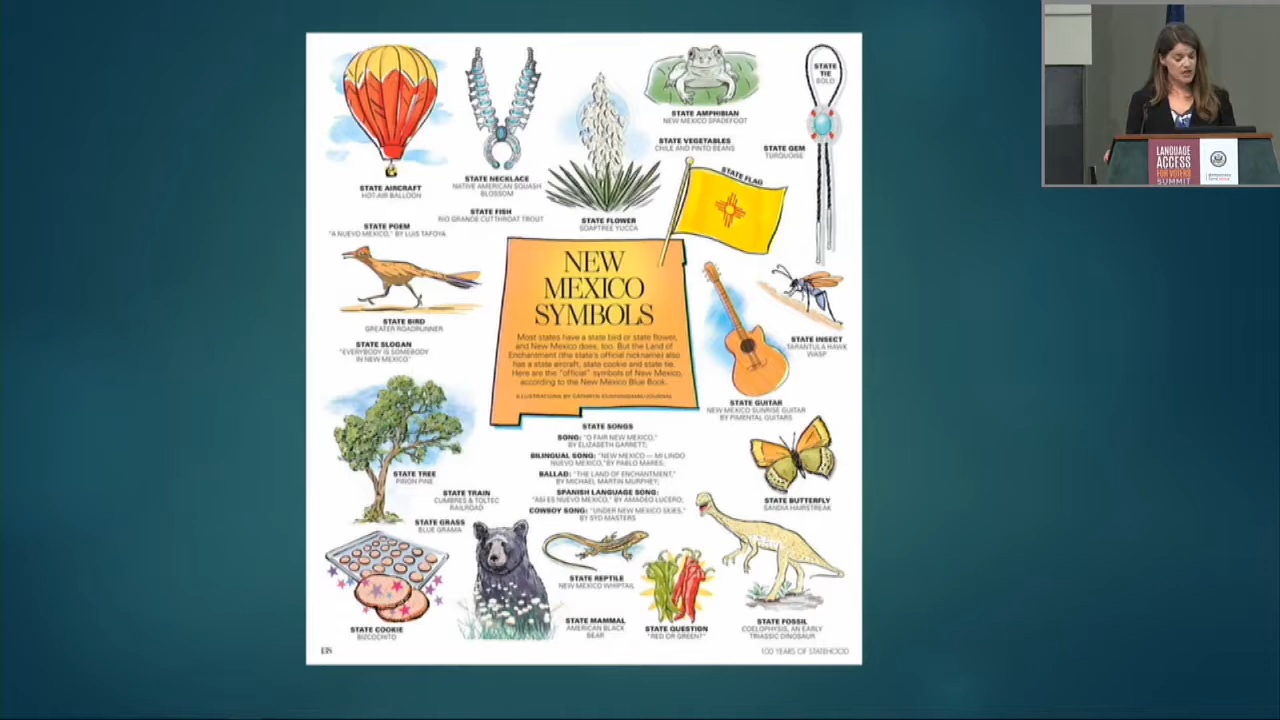 STATE AIRCRAFT
HOT-AIR BALLOON
STATE NECKLACE
NATIVE AMERICAN SQUASH
BLOSSOM
STATE FISH
RIO GRANDE CUTTHROAT TROUT
STATE POEM
"A NUEVO MEXICO," BY LUIS TAFOYA
STATE FLOWER
SOAPTREE YUCCA
STATE AMPHIBIAN
NEW MEXICO SPADEFOOT
STATE VEGETABLES
CHILE AND PINTO BEANS
STATE
TIE
BOLO
STATE GEM
TURQUOISE
STATE FLAG
STATE BIRD
GREATER ROADRUNNER
STATE SLOGAN
"EVERYBODY IS SOMEBODY
IN NEW MEXICO"
NEW
MEXICO
SYMBOLS
Most states have a state bird or state flower,
and New Mexico does, too. But the Land of
Enchantment (the state's official nickname) also
has a state aircraft, state cookie and state tie.
Here are the "official" symbols of New Mexico,
according to the New Mexico Blue Book.
ILLUSTRATIONS BY CATHRYN CUNNINGHAM/JOURNAL
STATE INSECT
TARANTULA HAWK
WASP
STATE GUITAR
NEW MEXICO SUNRISE GUITAR
BY PIMENTAL GUITARS
STATE SONGS
SONG: "O FAIR NEW MEXICO,"
BY ELIZABETH GARRETT;
BILINGUAL SONG: "NEW MEXICO — MI LINDO
NUEVO MEXICO," BY PABLO MARES;
BALLAD: "THE LAND OF ENCHANTMENT,"
BY MICHAEL MARTIN MURPHEY;
SPANISH LANGUAGE SONG:
"ASI ES NUEVO MEXICO," BY AMADEO LUCERO;
COWBOY SONG: "UNDER NEW MEXICO SKIES,"
BY SYD MASTERS
STATE TREE
PINON PINE
STATE TRAIN
CUMBRES & TOLTEC
RAILROAD
STATE GRASS
BLUE GRAMA
STATE BUTTERFLY
SANDIA HAIRSTREAK
STATE REPTILE
NEW MEXICO WHIPTAIL
STATE COOKIE
BIZCOCHITO
STATE MAMMAL
AMERICAN BLACK
BEAR
STATE QUESTION
"RED OR GREEN?"
STATE FOSSIL
COELOPHYSIS, AN EARLY
TRIASSIC DINOSAUR
100 YEARS OF STATEHOOD
LANGUAGE
ACCESS
FOR VOTERS
SUMMIT